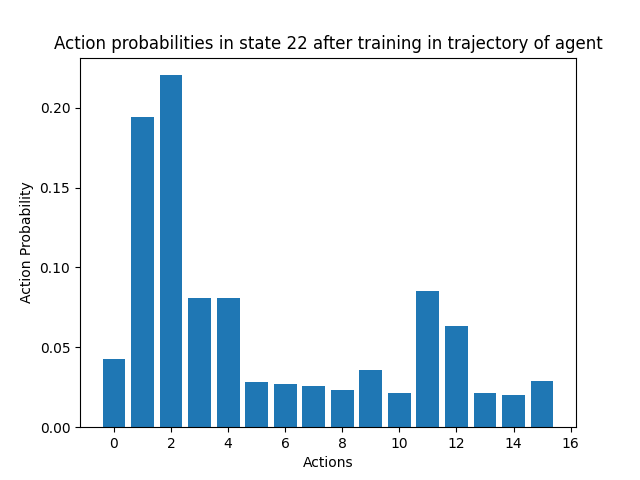 Action probabilities in state 22 after training in trajectory of agent
Action Probability
0.20
0.15
0.10
0.05
0.00
0 2 4 6 8 10 12 14 16
Actions